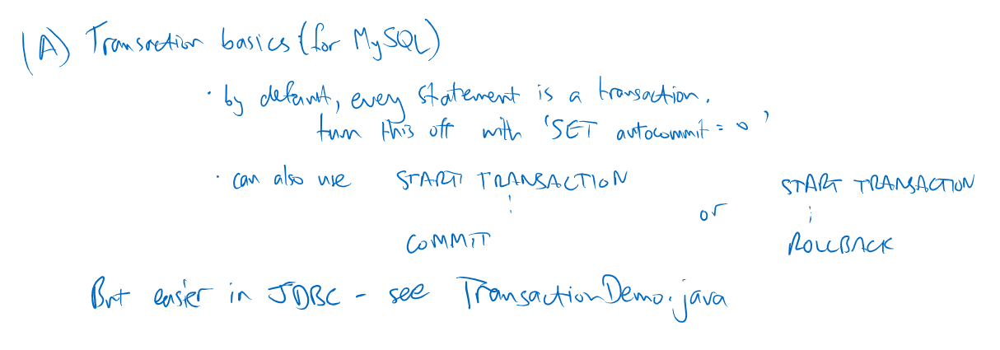 (A) Transaction basics (for MySQL)
· by default, every statement is a transaction.
turn this off with 'SET autocommit = 0'
· can also use START TRANSACTION
⋮
COMMIT
or
START TRANSACTION
⋮
ROLLBACK
But easier in JDBC - see TransactionDemo.java